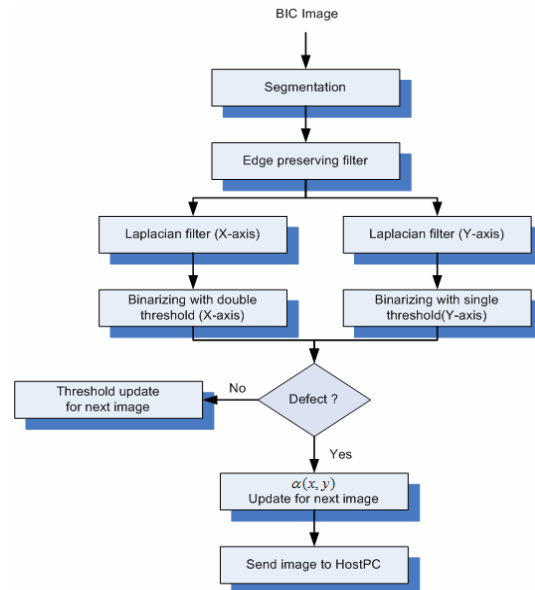 BIC Image
Segmentation
Edge preserving filter
Laplacian filter (X-axis)
Laplacian filter (Y-axis)
Binarizing with double
threshold (X-axis)
Binarizing with single
threshold(Y-axis)
Defect ?
No
Threshold update
for next image
Yes
α(x, y)
Update for next image
Send image to HostPC